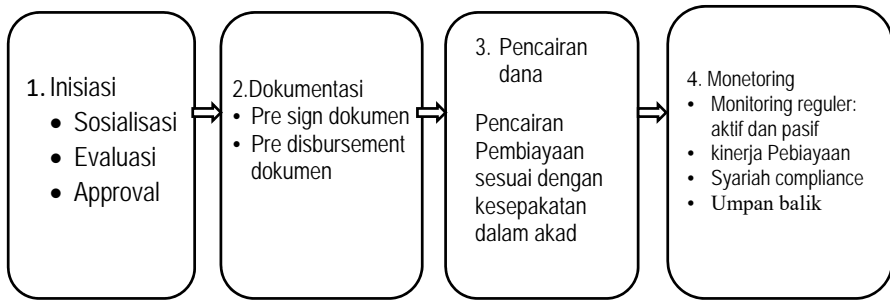 1. Inisiasi
• Sosialisasi
• Evaluasi
• Approval
2.Dokumentasi
• Pre sign dokumen
• Pre disbursement
dokumen
3. Pencairan
dana
Pencairan
Pembiayaan
sesuai dengan
kesepakatan
dalam akad
4. Monetoring
• Monitoring reguler:
aktif dan pasif
• kinerja Pebiayaan
• Syariah compliance
• Umpan balik